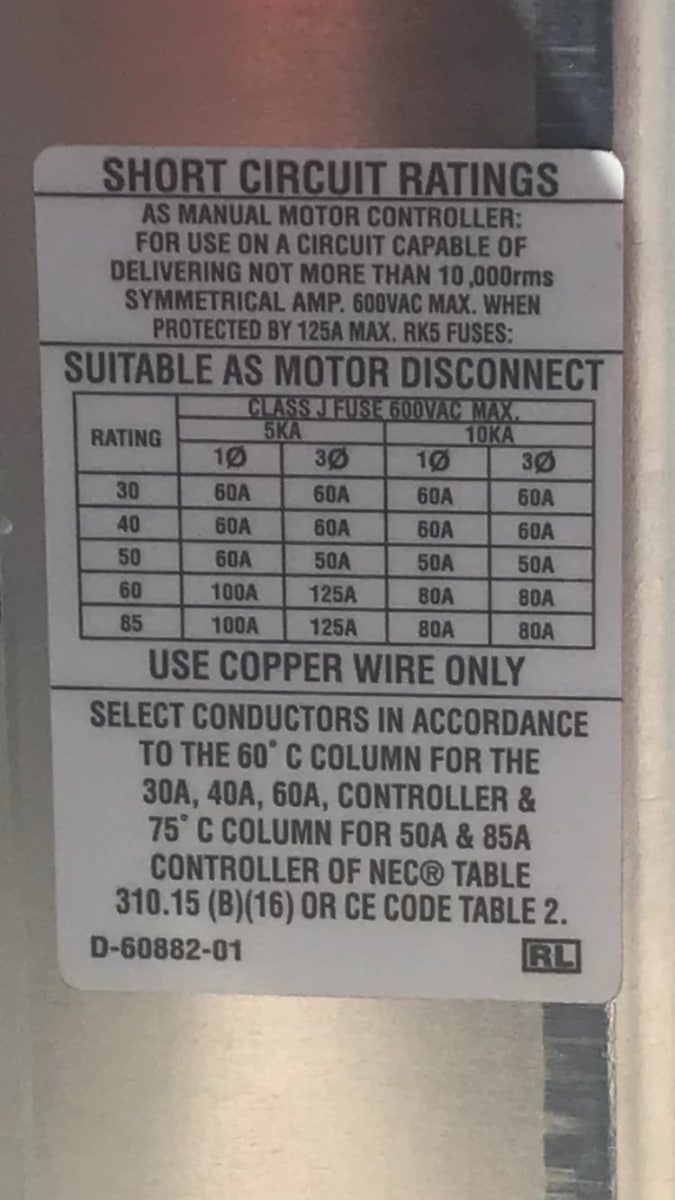 SHORT CIRCUIT RATINGS
AS MANUAL MOTOR CONTROLLER:
FOR USE ON A CIRCUIT CAPABLE OF
DELIVERING NOT MORE THAN 10,000rms
SYMMETRICAL AMP. 600VAC MAX. WHEN
PROTECTED BY 125A MAX. RK5 FUSES:
SUITABLE AS MOTOR DISCONNECT
RATING CLASS J FUSE 600VAC MAX.
5KA 10KA
1Ø 3Ø 1Ø 3Ø
30 60A 60A 60A 60A
40 60A 60A 60A 60A
50 60A 50A 50A 50A
60 100A 125A 80A 80A
85 100A 125A 80A 80A
USE COPPER WIRE ONLY
SELECT CONDUCTORS IN ACCORDANCE
TO THE 60° C COLUMN FOR THE
30A, 40A, 60A, CONTROLLER &
75° C COLUMN FOR 50A & 85A
CONTROLLER OF NEC® TABLE
310.15 (B)(16) OR CE CODE TABLE 2.
D-60882-01 RL